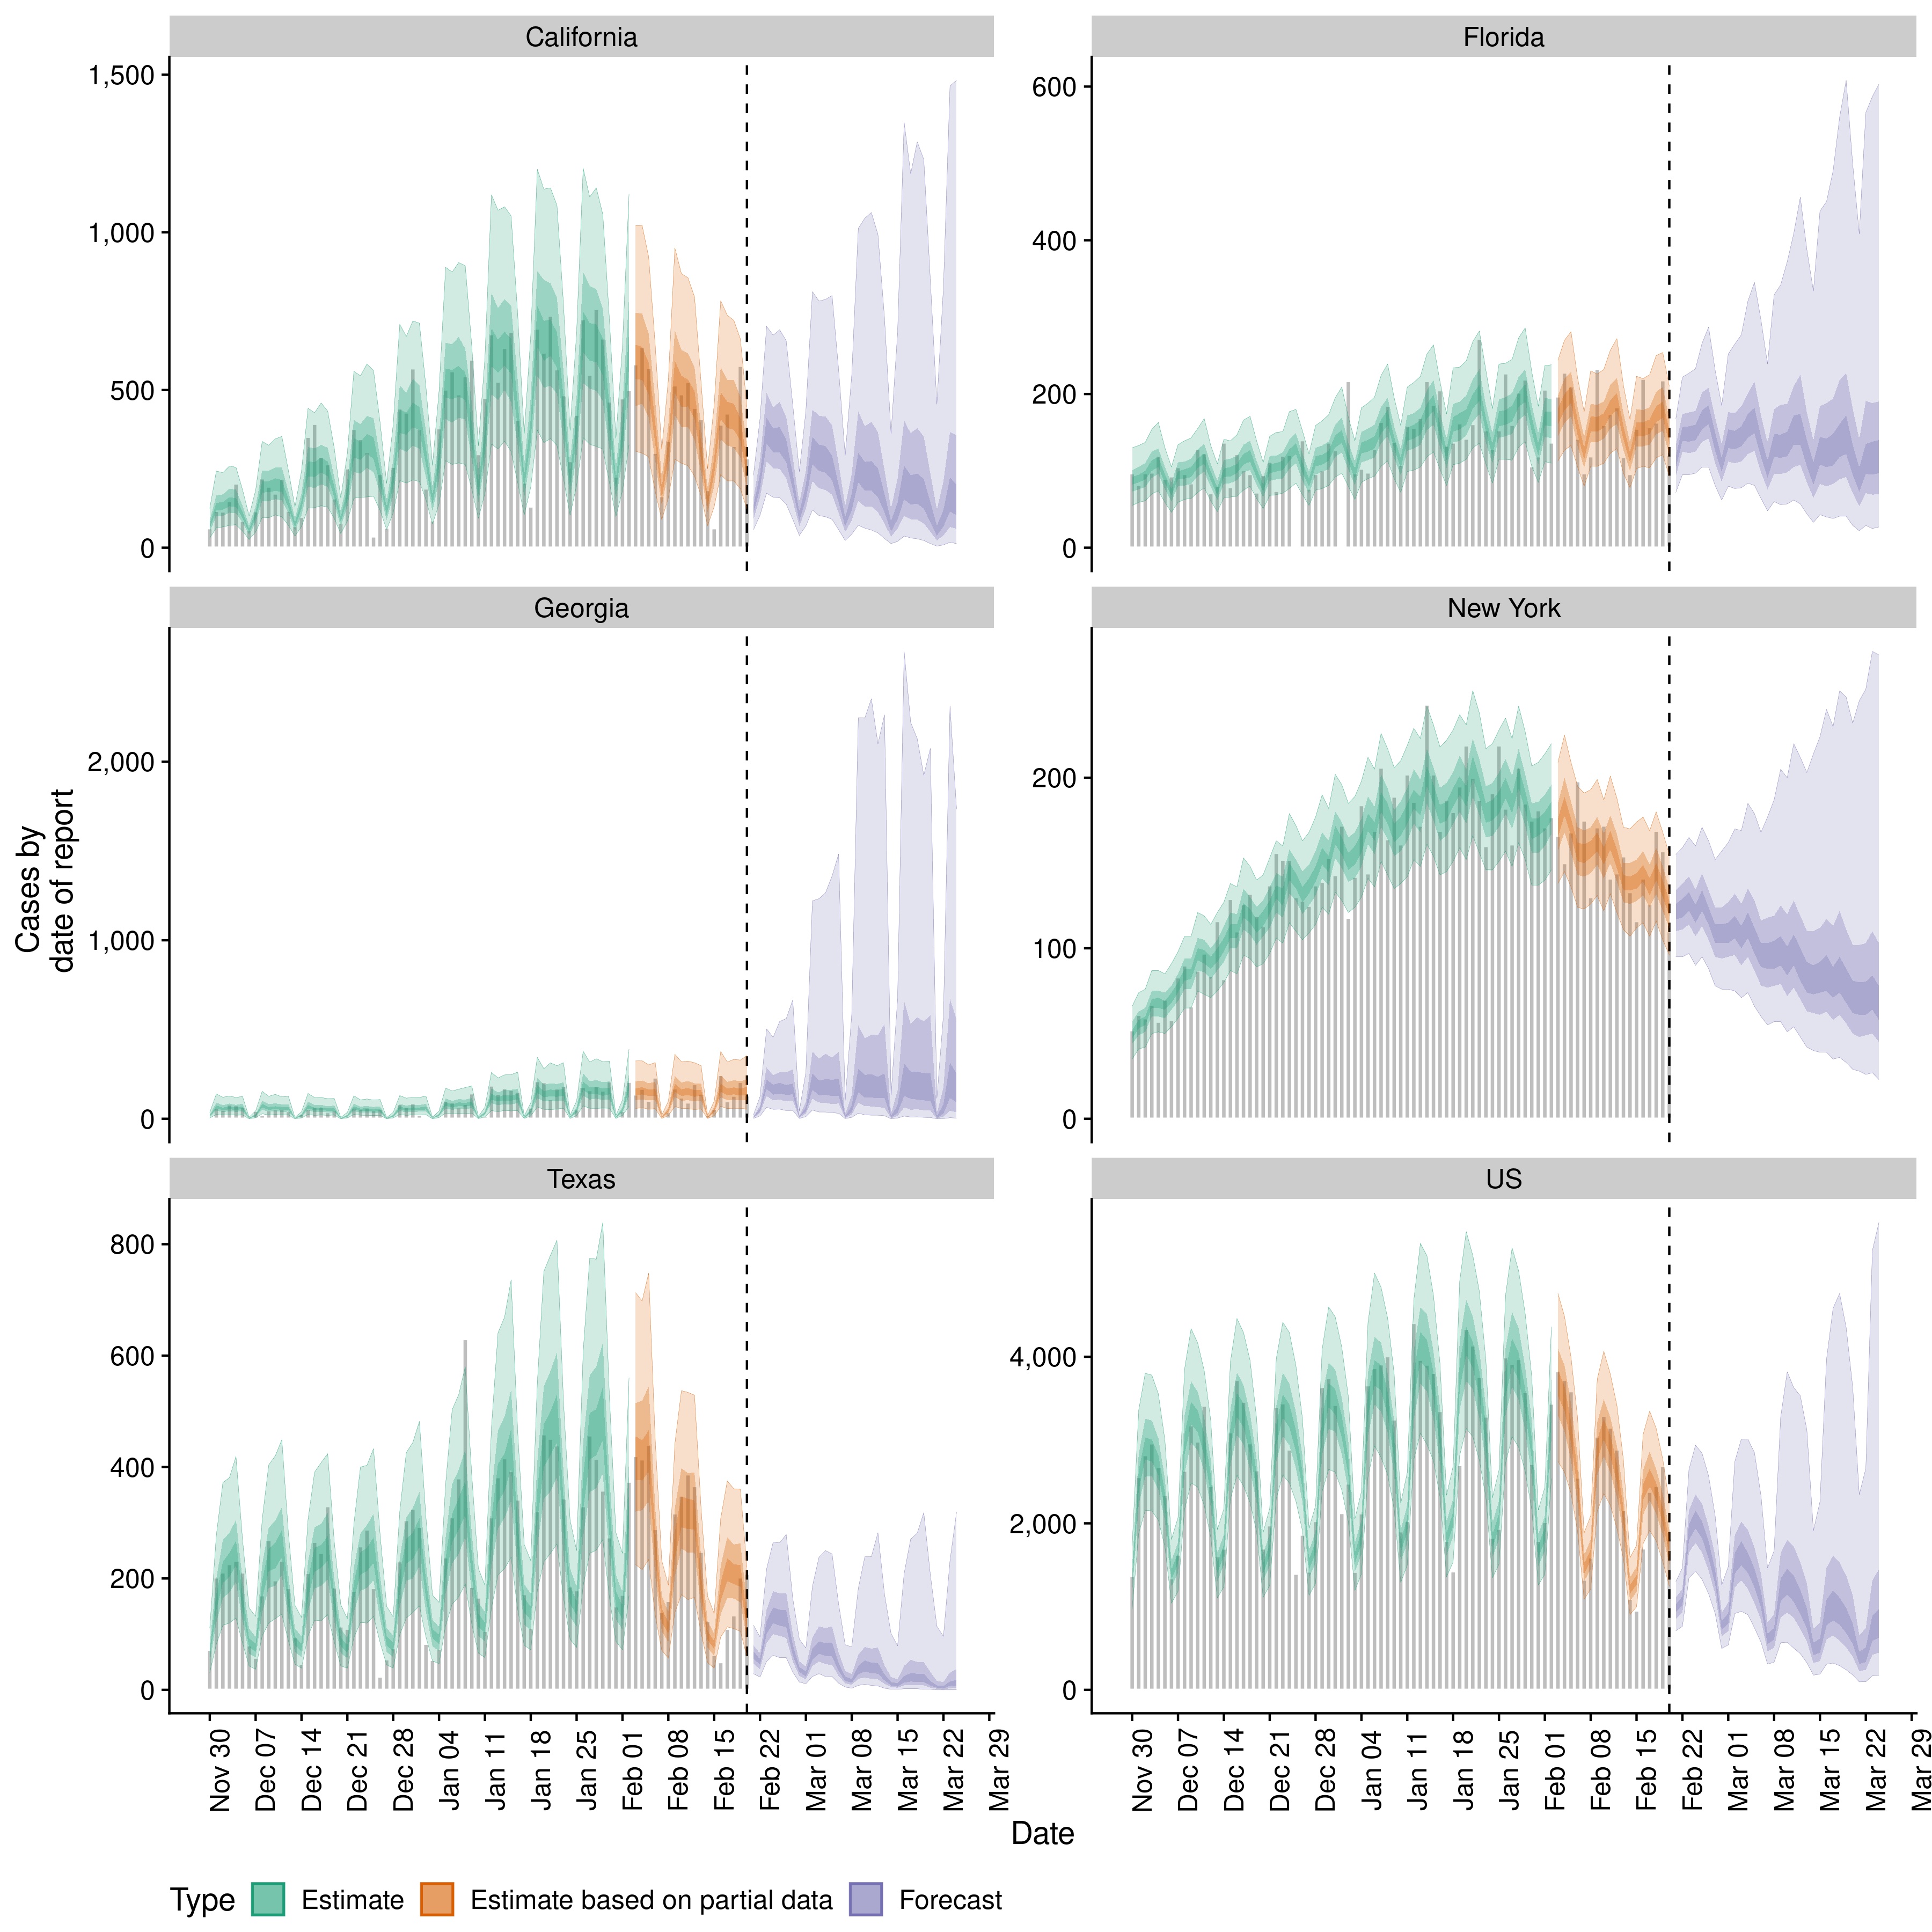 California
Florida
1,500
1,000
500
0
600
400
200
0
Georgia
New York
2,000
1,000
0
200
100
0
Texas
US
800
600
400
200
0
4,000
2,000
0
Cases by
date of report
Nov 30
Dec 07
Dec 14
Dec 21
Dec 28
Jan 04
Jan 11
Jan 18
Jan 25
Feb 01
Feb 08
Feb 15
Feb 22
Mar 01
Mar 08
Mar 15
Mar 22
Mar 29
Nov 30
Dec 07
Dec 14
Dec 21
Dec 28
Jan 04
Jan 11
Jan 18
Jan 25
Feb 01
Feb 08
Feb 15
Feb 22
Mar 01
Mar 08
Mar 15
Mar 22
Mar 29
Date
Type Estimate Estimate based on partial data Forecast